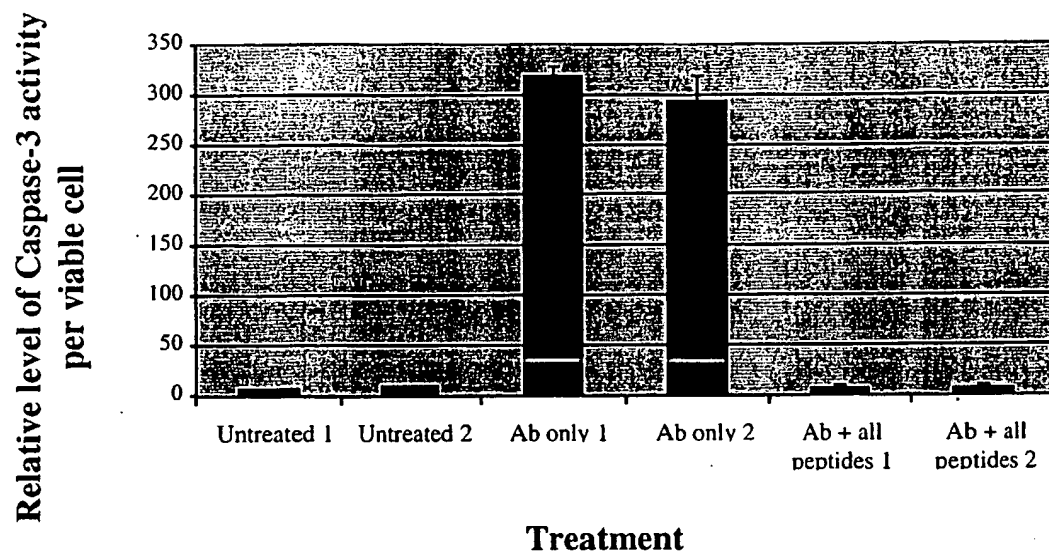 Relative level of Caspase-3 activity
per viable cell
350
300
250
200
150
100
50
0
Untreated 1
Untreated 2
Ab only 1
Ab only 2
Ab + all
peptides 1
Ab + all
peptides 2
Treatment